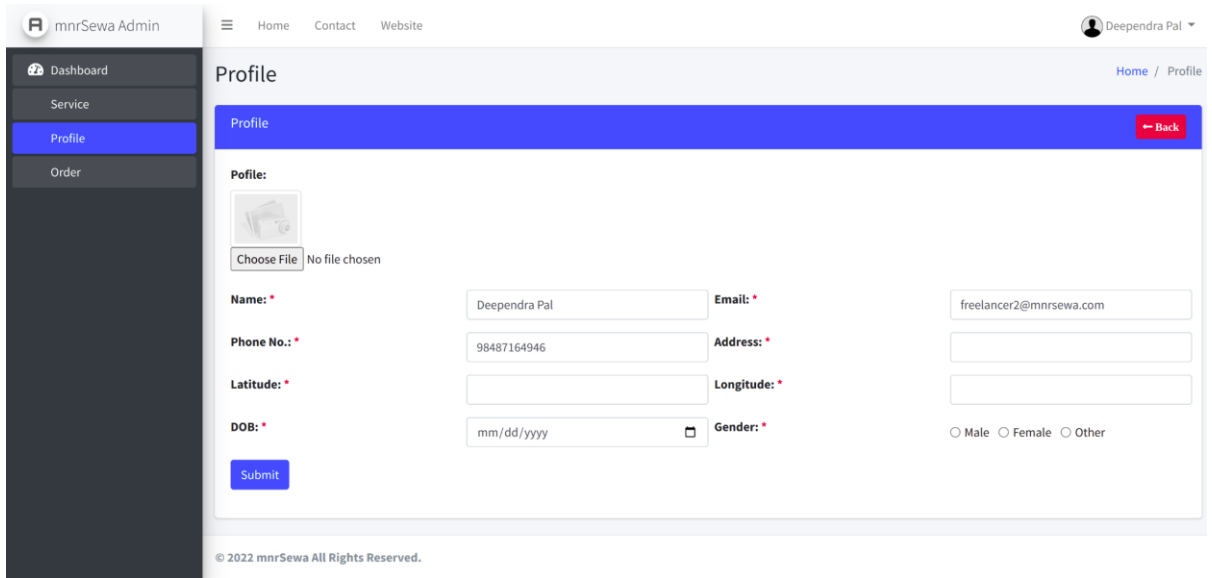 mnrSewa Admin
Home Contact Website
Deependra Pal
Dashboard
Service
Profile
Order
Profile
Home / Profile
Profile
Back
Pofile:
Choose File No file chosen
Name: * Deependra Pal Email: * freelancer2@mnrsewa.com
Phone No.: * 98487164946 Address: *
Latitude: * Longitude: *
DOB: * mm/dd/yyyy Gender: * Male Female Other
Submit
© 2022 mnrSewa All Rights Reserved.